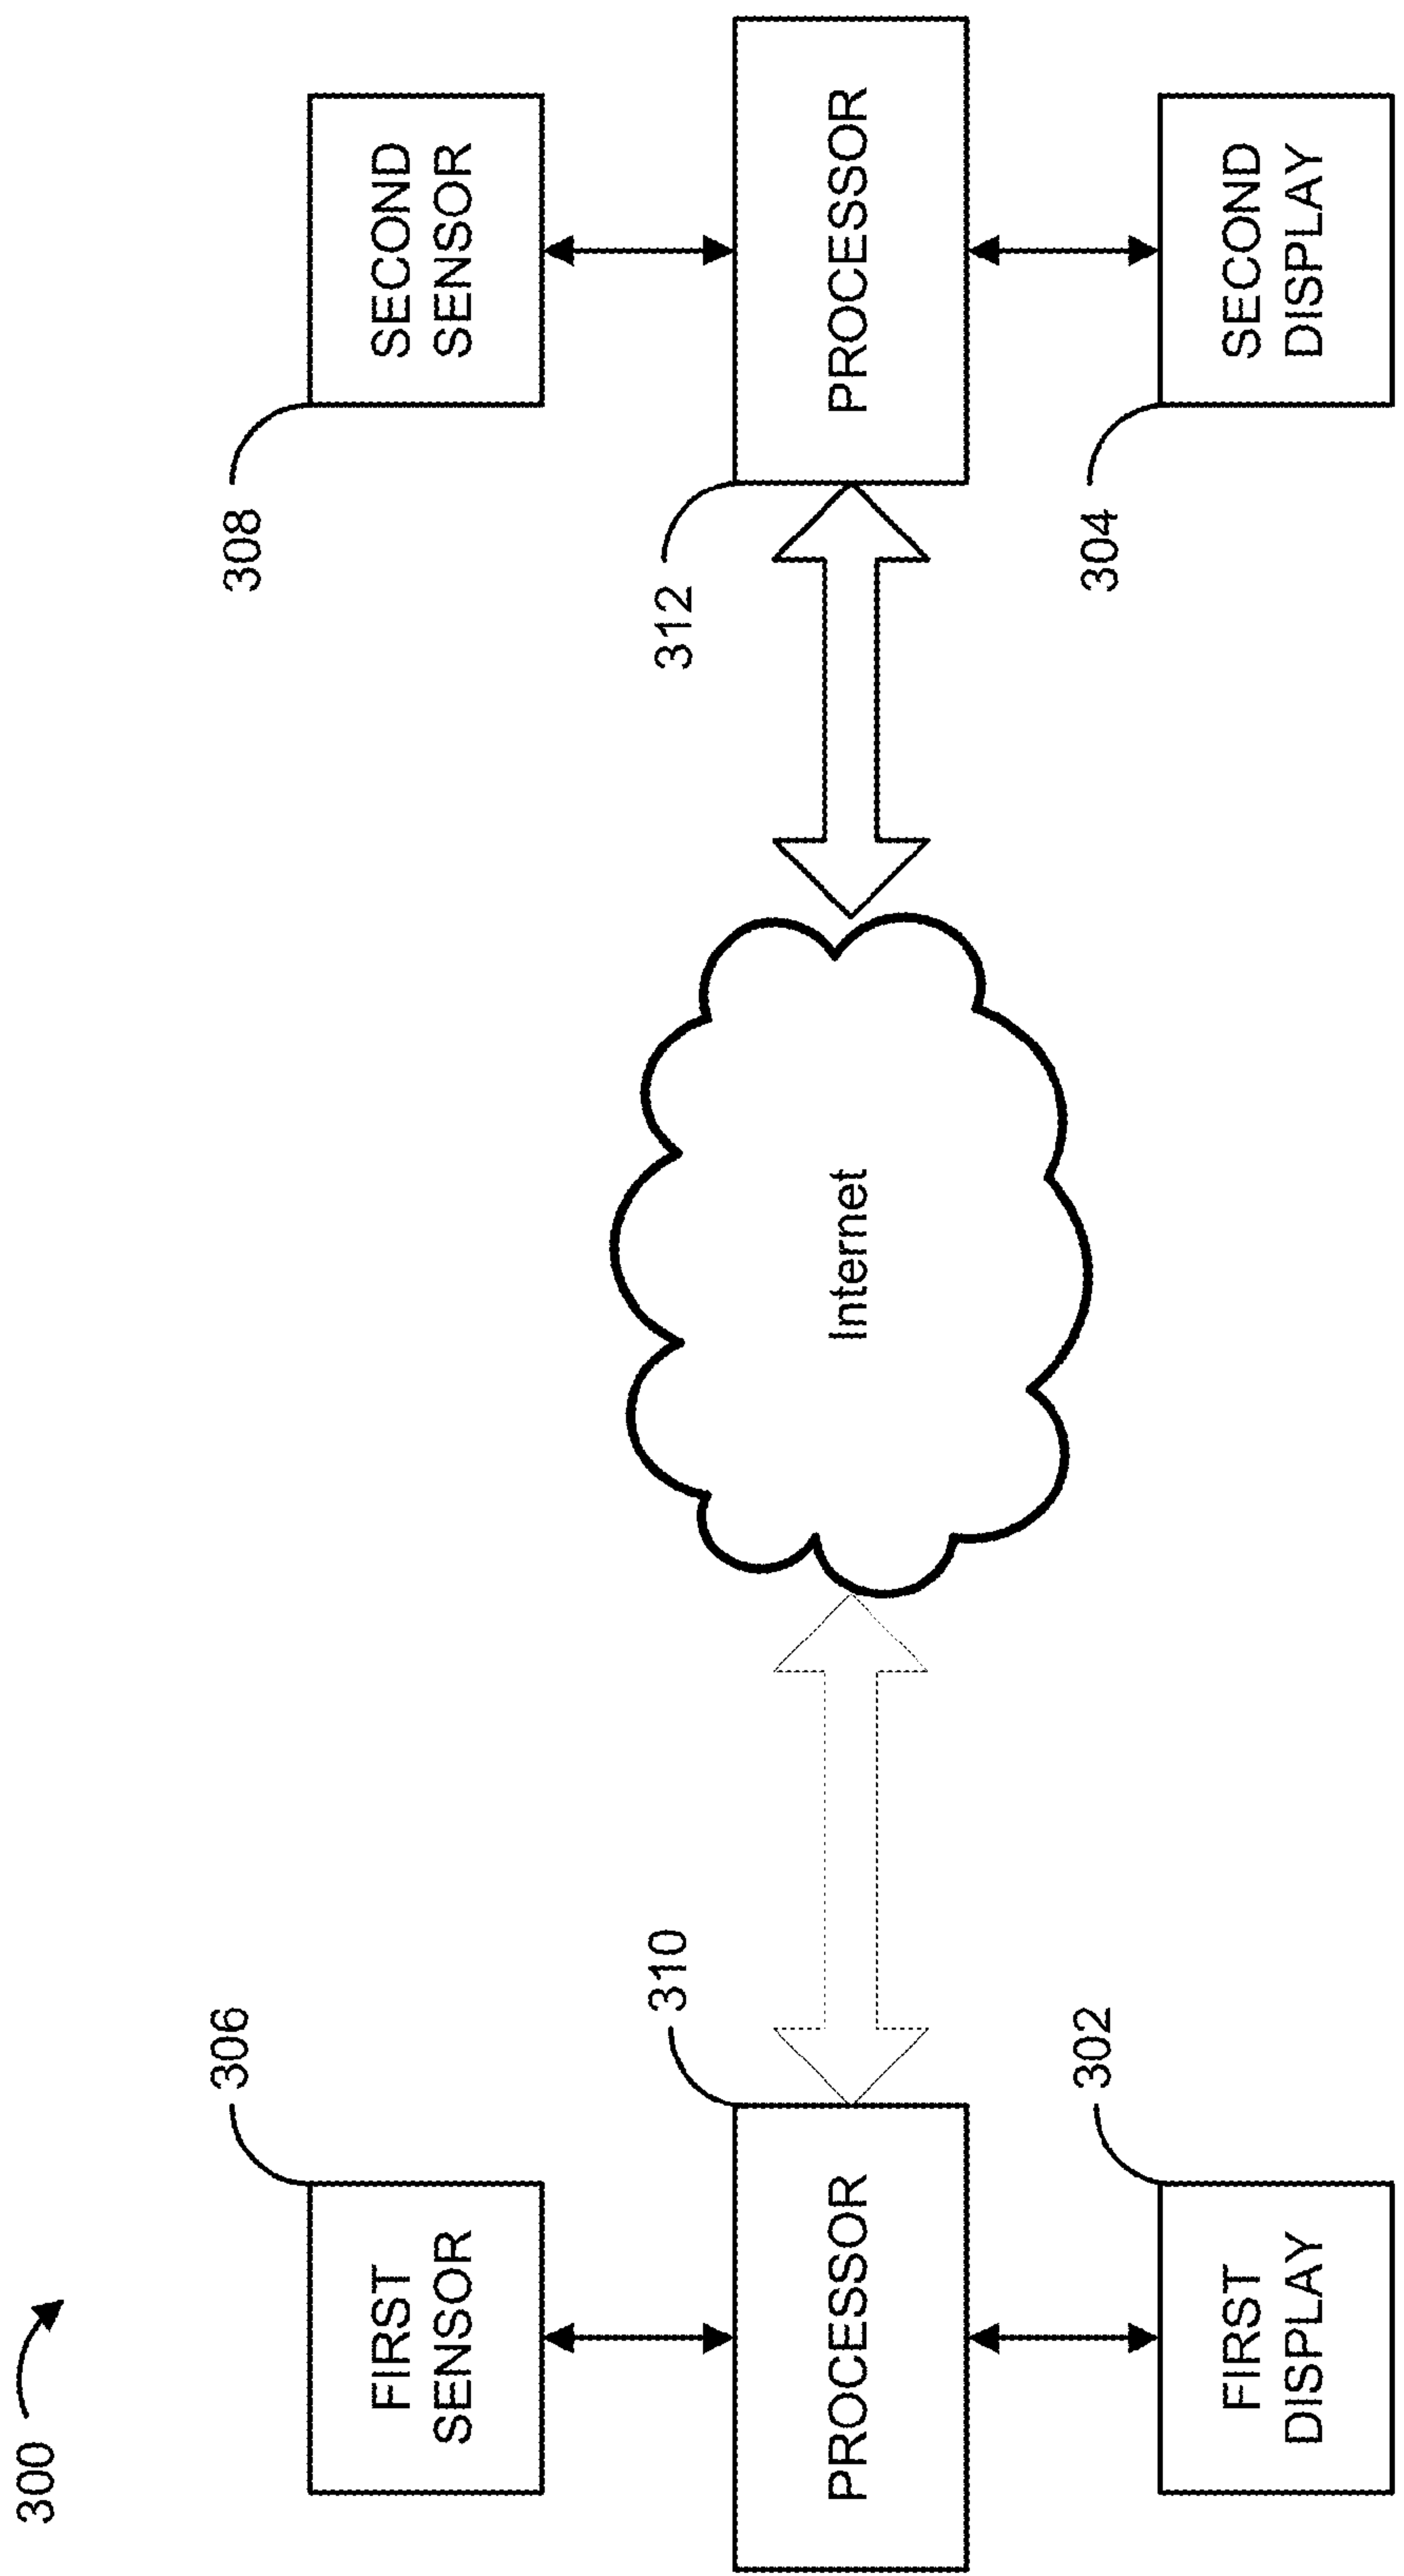 300
306
FIRST
SENSOR
308
SECOND
SENSOR
310
PROCESSOR
Internet
312
PROCESSOR
302
FIRST
DISPLAY
304
SECOND
DISPLAY